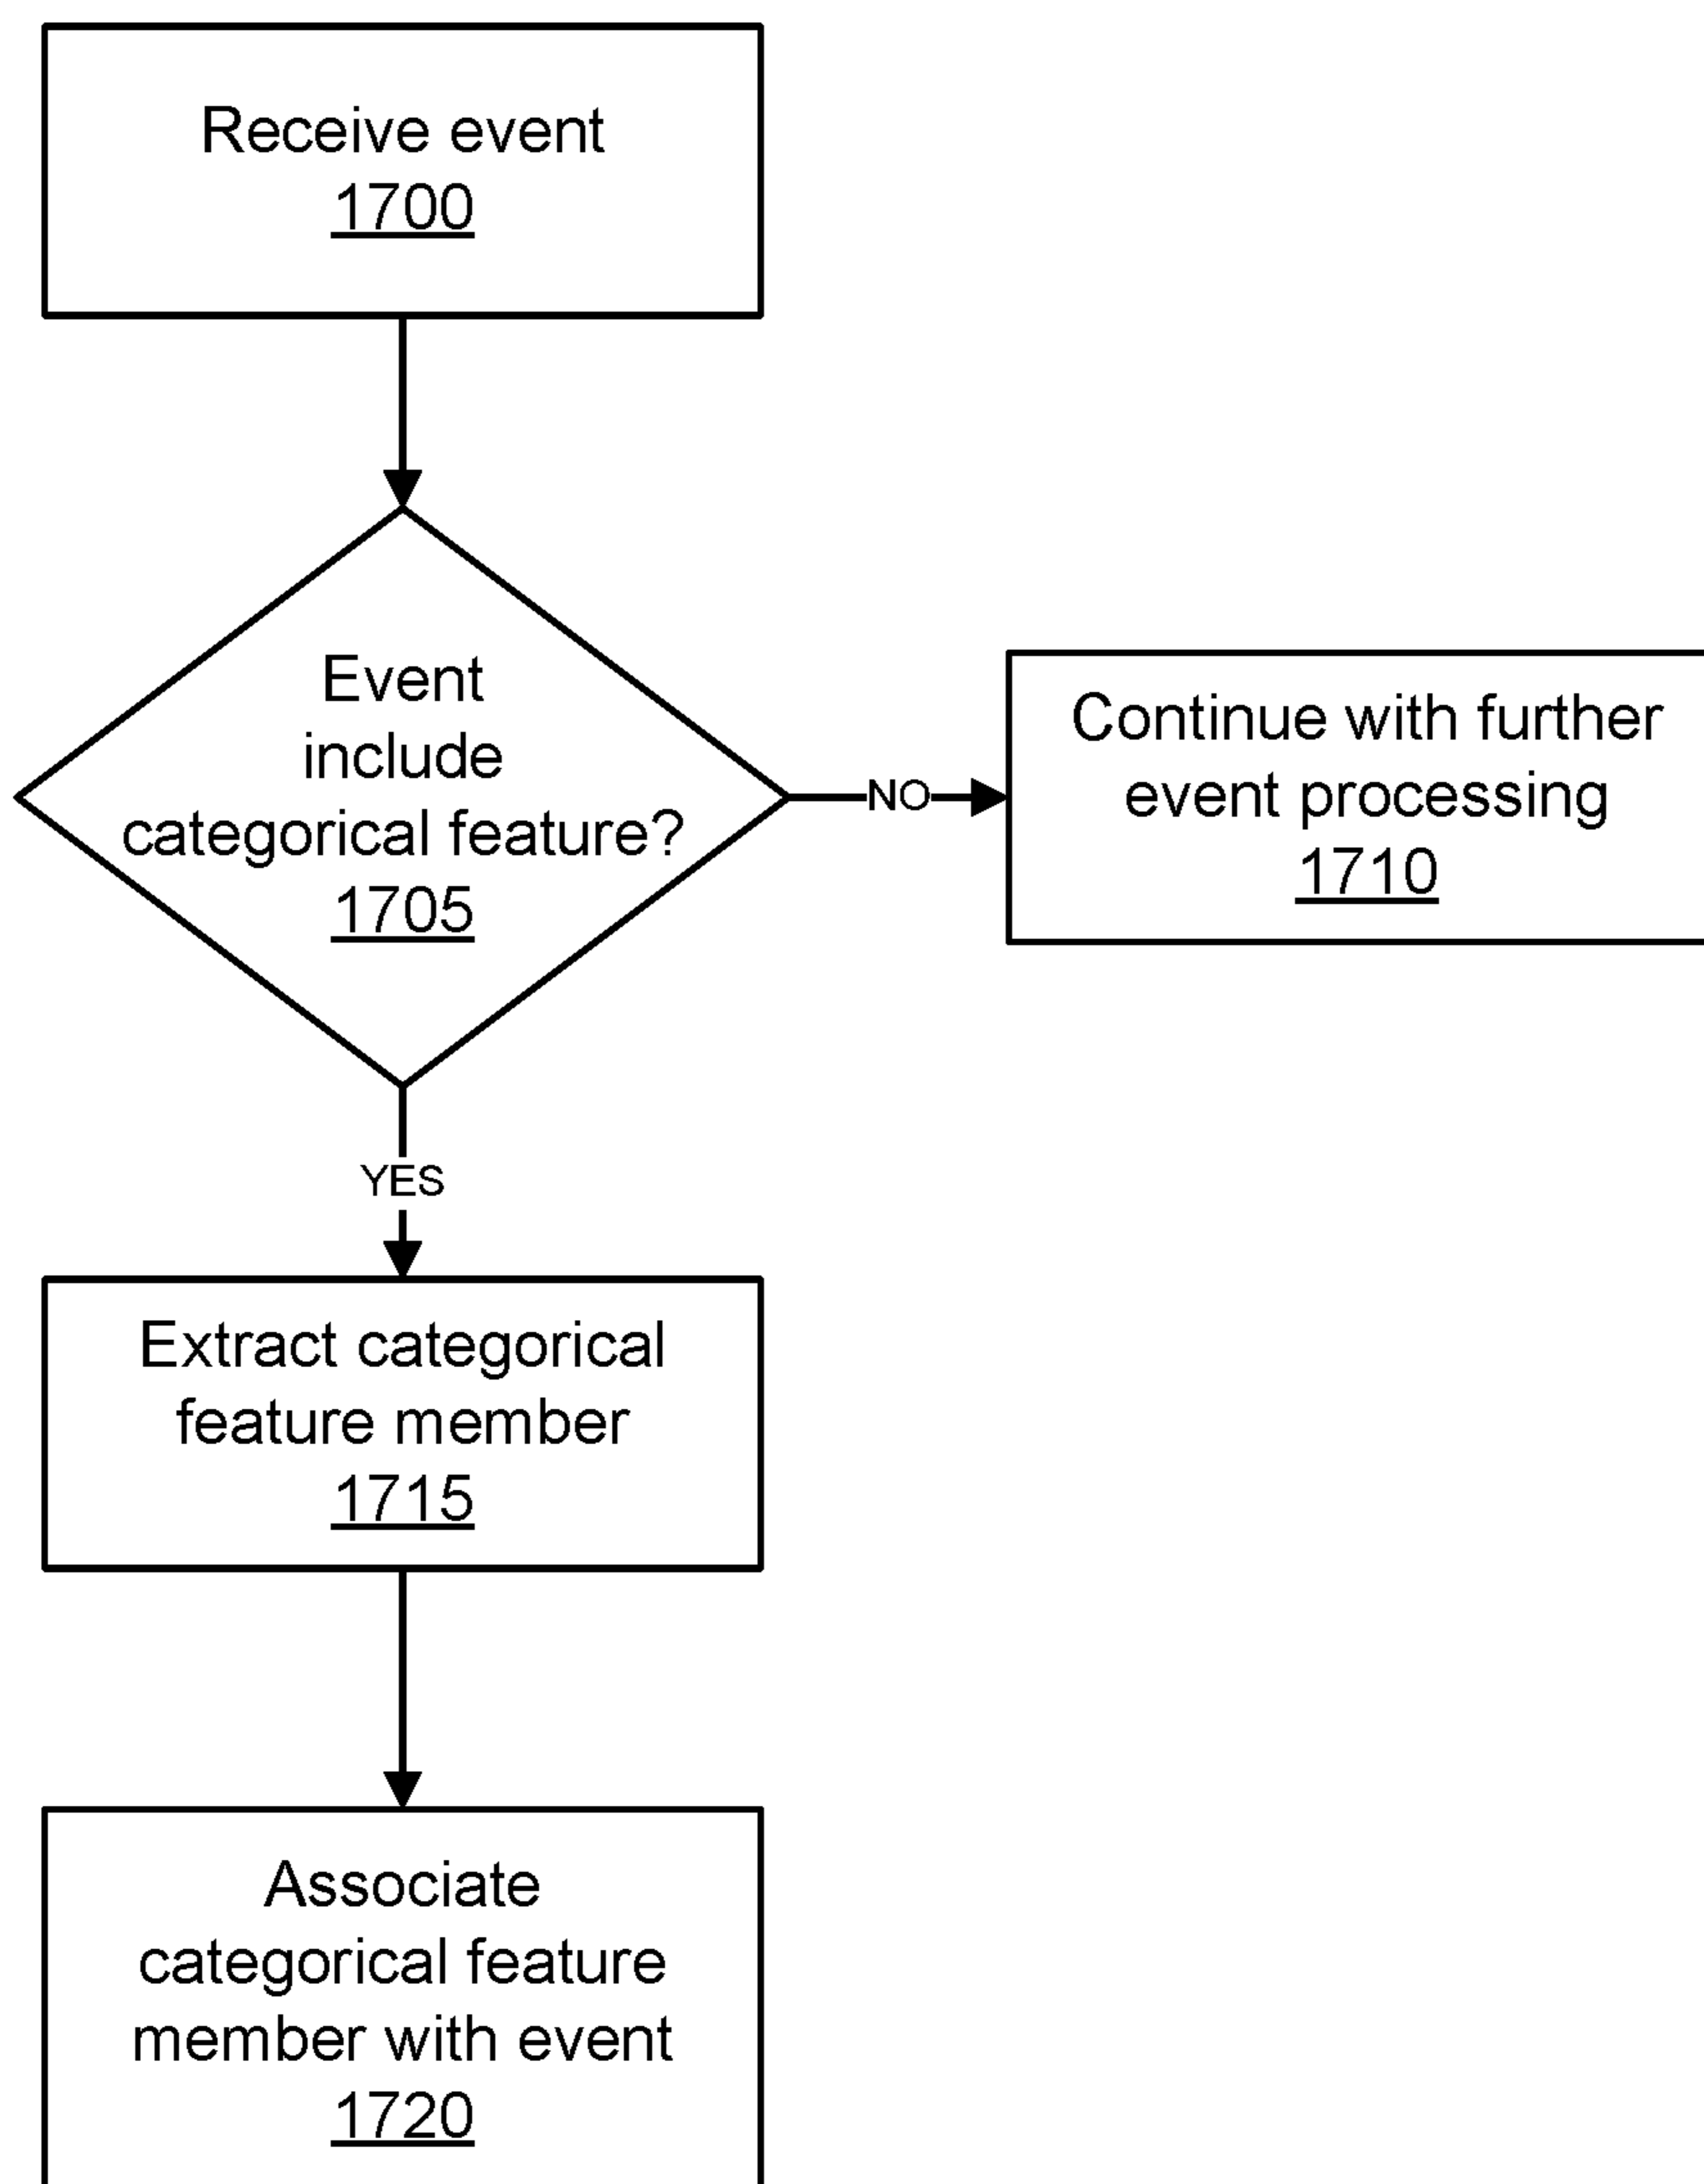 Receive event
1700
Event
include
categorical feature?
1705
NO
Continue with further
event processing
1710
YES
Extract categorical
feature member
1715
Associate
categorical feature
member with event
1720